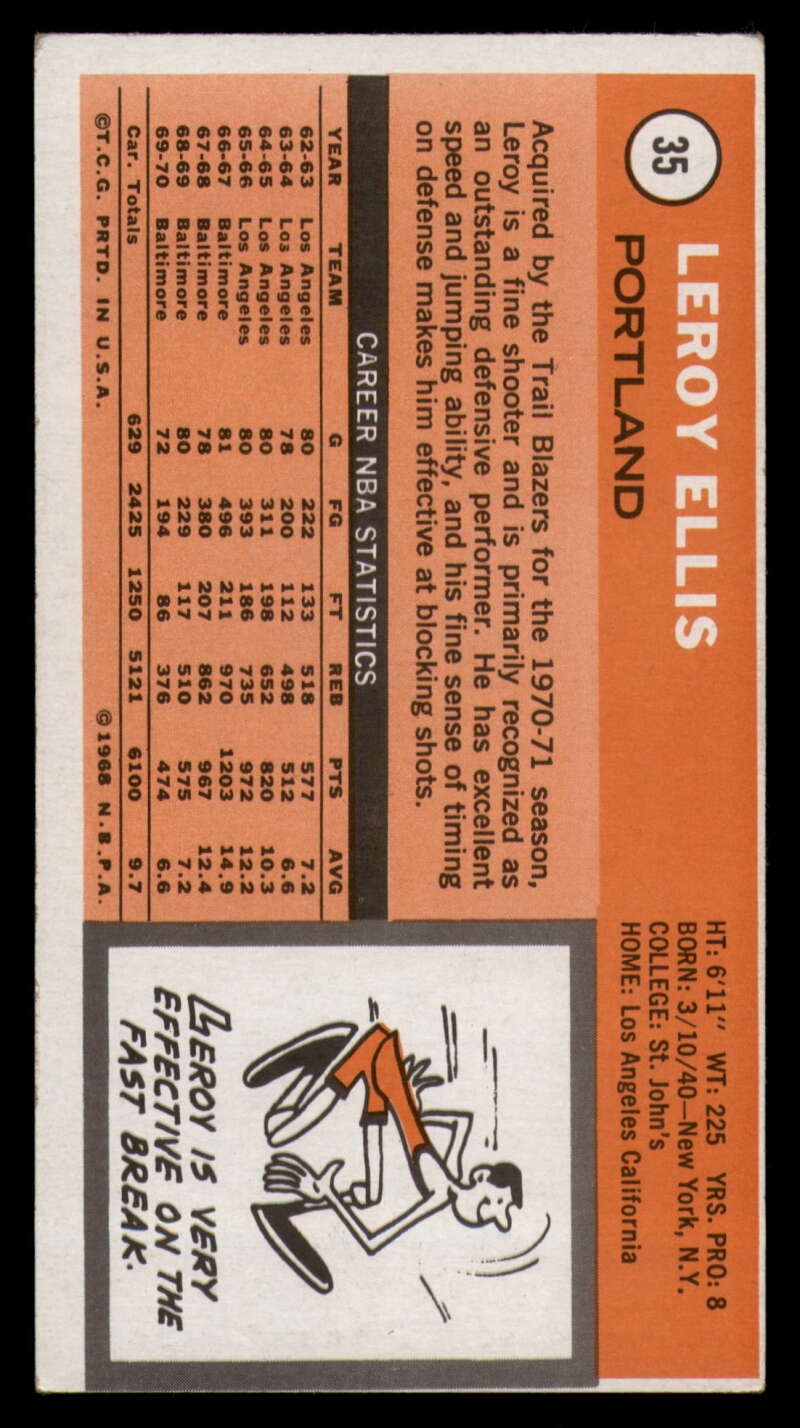 35
LEROY ELLIS
PORTLAND
HT: 6'11" WT: 225 YRS. PRO: 8
BORN: 3/10/40—New York, N.Y.
COLLEGE: St. John's
HOME: Los Angeles California
Acquired by the Trail Blazers for the 1970-71 season,
Leroy is a fine shooter and is primarily recognized as
an outstanding defensive performer. He has excellent
speed and jumping ability, and his fine sense of timing
on defense makes him effective at blocking shots.
CAREER NBA STATISTICS
YEAR TEAM G FG FT REB PTS AVG
62-63 Los Angeles 80 222 133 518 577 7.2
63-64 Los Angeles 78 200 112 498 512 6.6
64-65 Los Angeles 80 311 198 652 820 10.3
65-66 Los Angeles 80 393 186 735 972 12.2
66-67 Baltimore 81 496 211 970 1203 14.9
67-68 Baltimore 78 380 207 862 967 12.4
68-69 Baltimore 80 229 117 510 575 7.2
69-70 Baltimore 72 194 86 376 474 6.6
Car. Totals 629 2425 1250 5121 6100 9.7
©T.C.G. PRTD. IN U.S.A. ©1968 N.B.P.A.
LEROY IS VERY
EFFECTIVE ON THE
FAST BREAK.